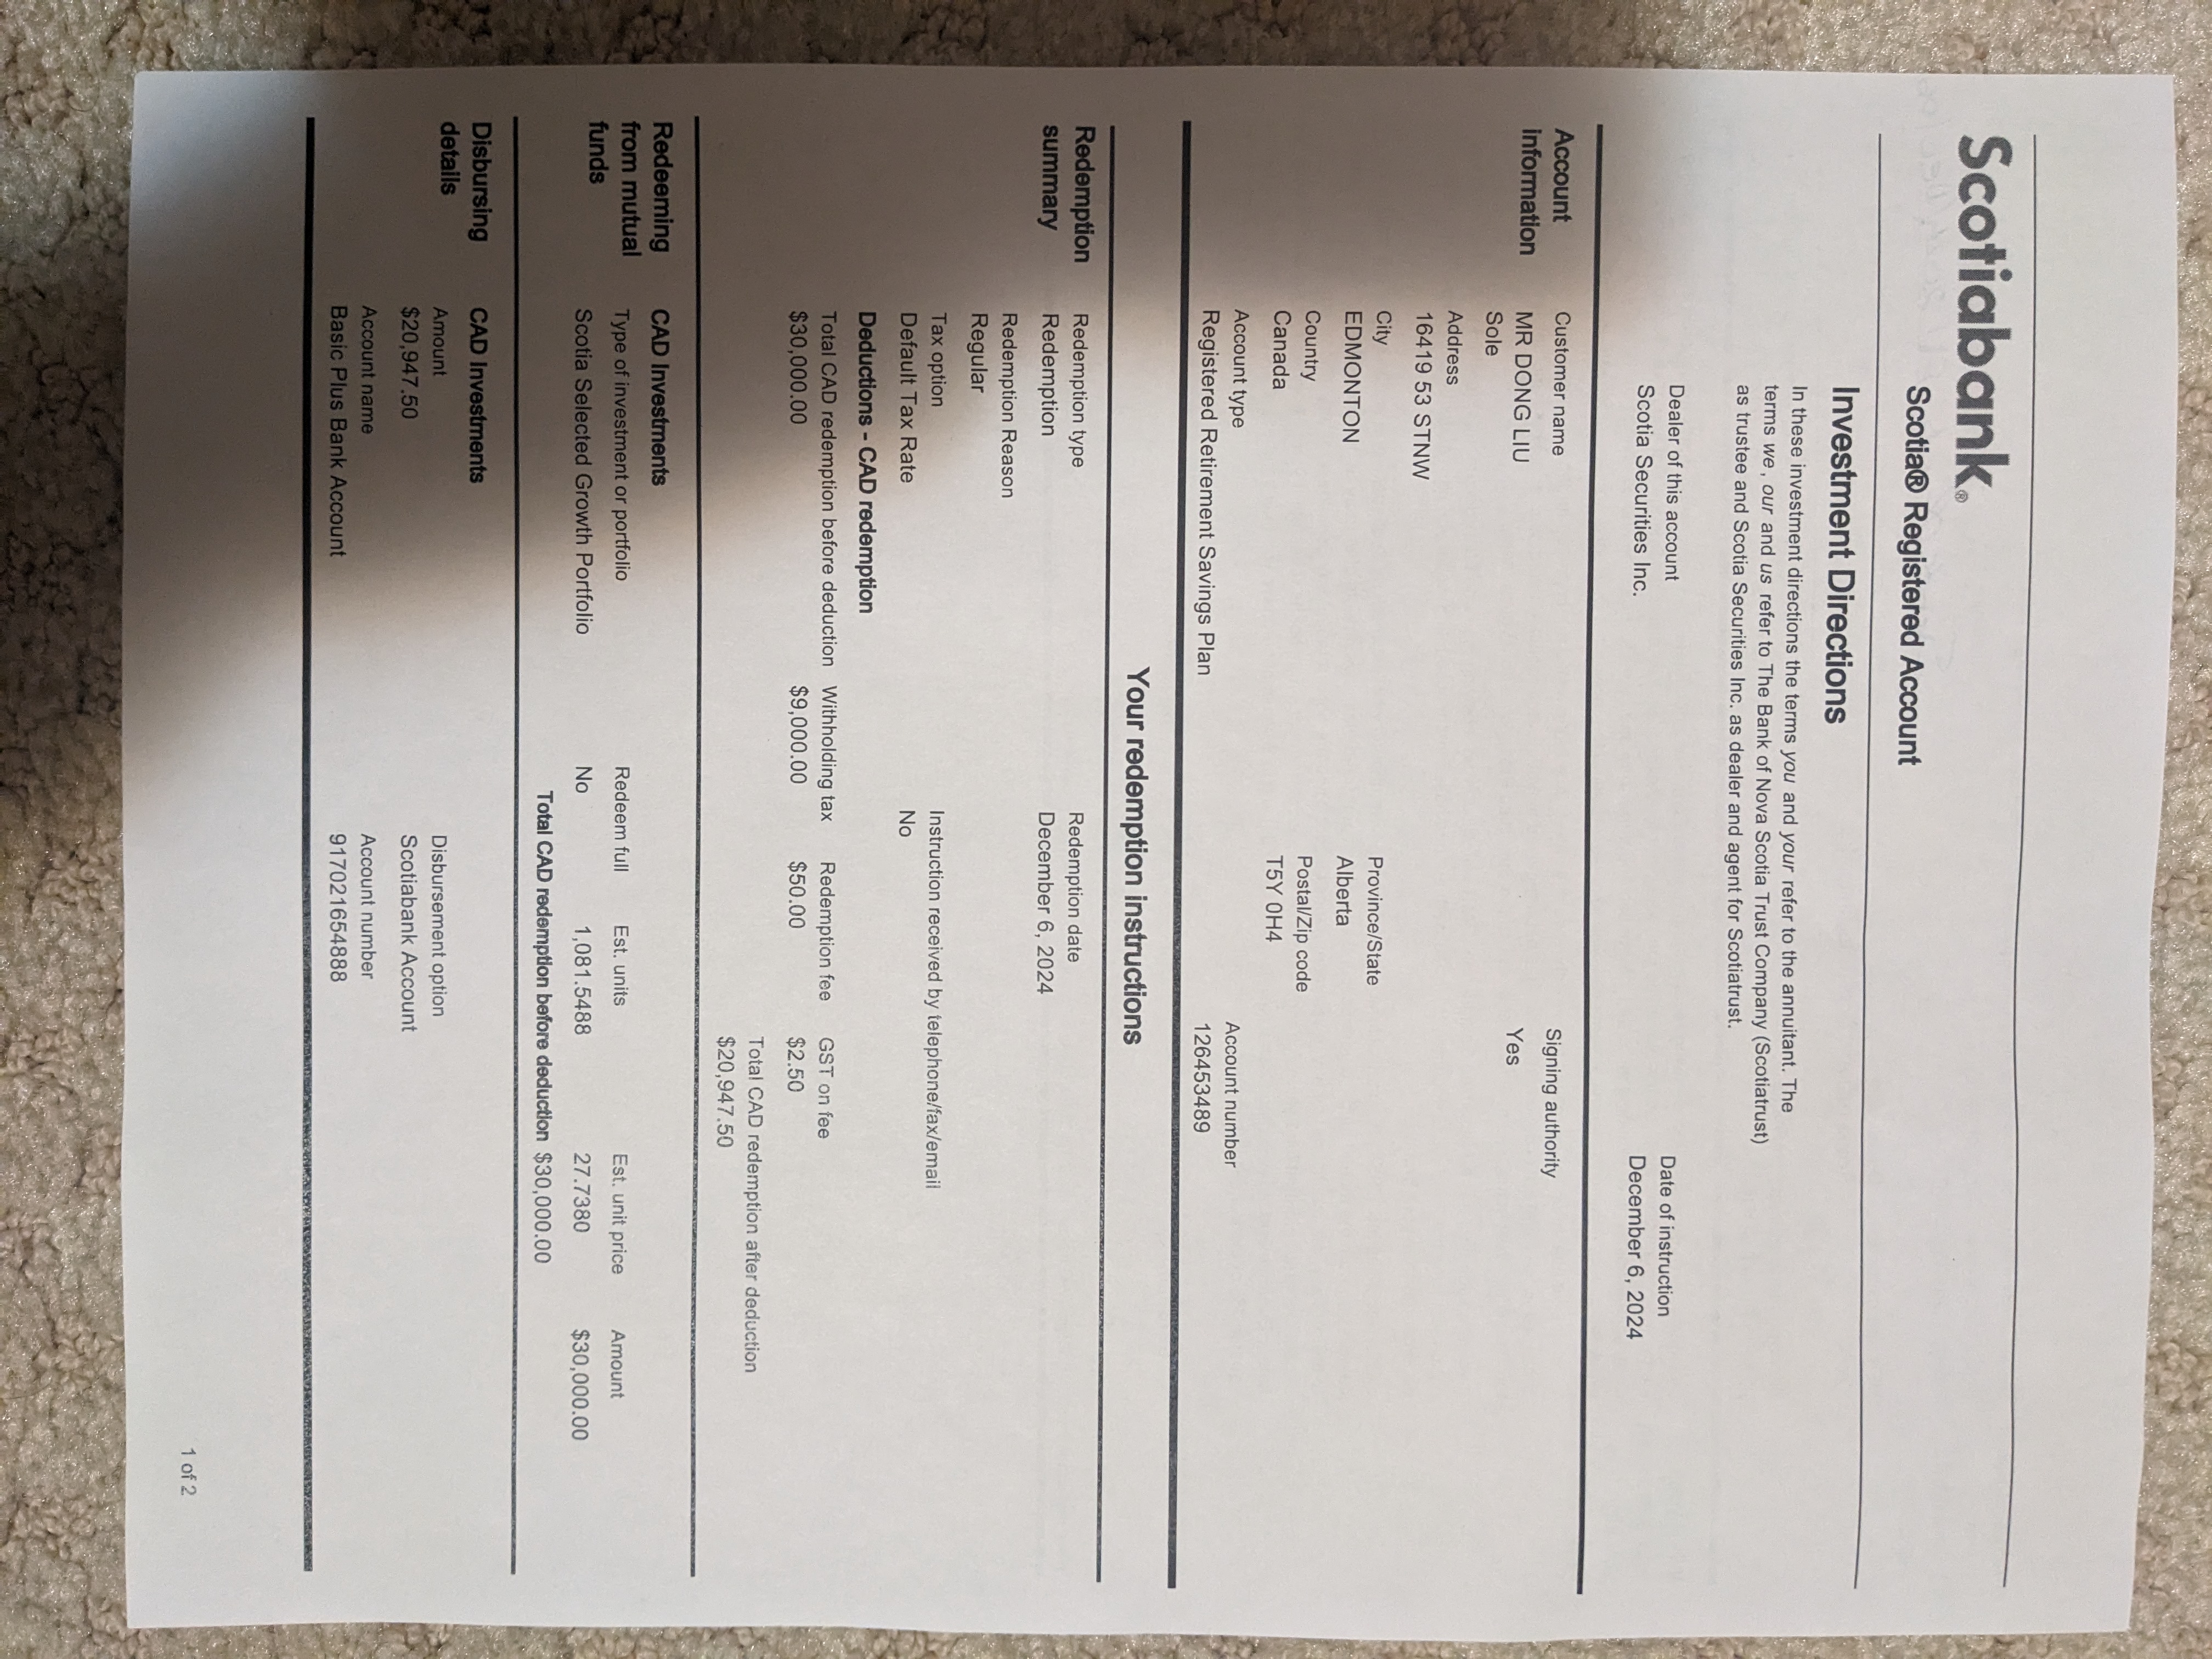 Scotiabank®
Scotia® Registered Account
Investment Directions
In these investment directions the terms you and your refer to the annuitant. The
terms we, our and us refer to The Bank of Nova Scotia Trust Company (Scotiatrust)
as trustee and Scotia Securities Inc. as dealer and agent for Scotiatrust.
Dealer of this account Date of instruction
Scotia Securities Inc. December 6, 2024
Account information
Customer name Signing authority
MR DONG LIU Yes
Sole
Address
16419 53 STNW
City Province/State
EDMONTON Alberta
Country Postal/Zip code
Canada T5Y 0H4
Account type Account number
Registered Retirement Savings Plan 126453489
Your redemption instructions
Redemption summary
Redemption type Redemption date
Redemption December 6, 2024
Redemption Reason
Regular
Tax option Instruction received by telephone/fax/email
Default Tax Rate No
Deductions - CAD redemption
Total CAD redemption before deduction Withholding tax Redemption fee GST on fee
$30,000.00 $9,000.00 $50.00 $2.50
Total CAD redemption after deduction
$20,947.50
Redeeming from mutual funds
CAD Investments
Type of investment or portfolio Redeem full Est. units Est. unit price Amount
Scotia Selected Growth Portfolio No 1,081.5488 27.7380 $30,000.00
Total CAD redemption before deduction $30,000.00
Disbursing details
CAD Investments
Amount Disbursement option
$20,947.50 Scotiabank Account
Account name Account number
Basic Plus Bank Account 917021654888
1 of 2